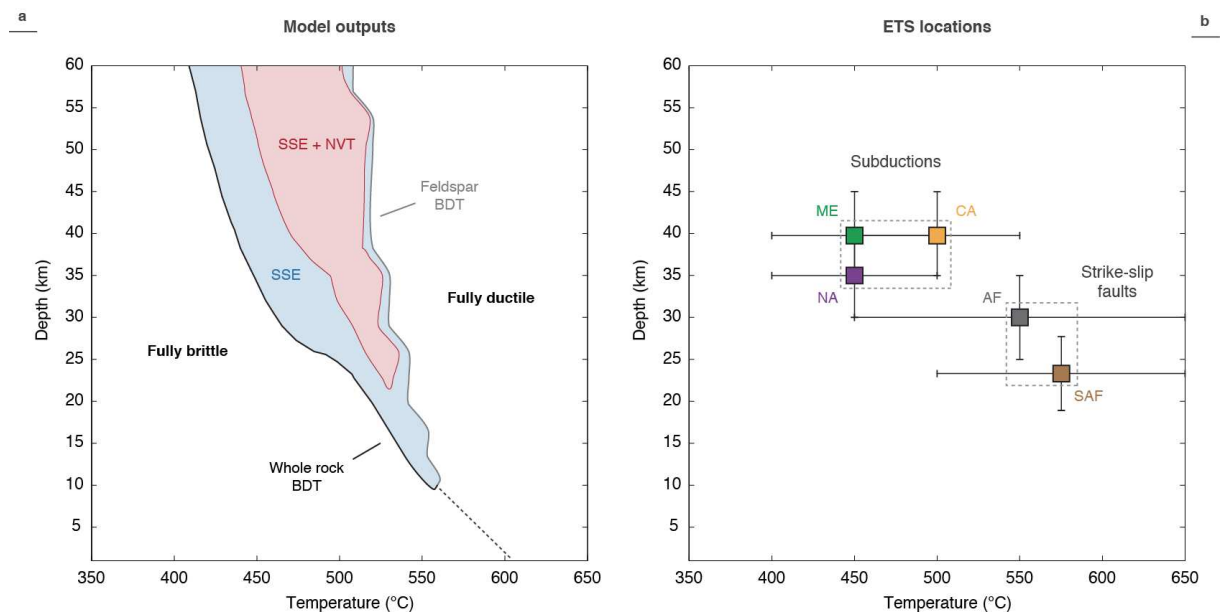 a
Model outputs
60
55
50
45
40
35
30
25
20
15
10
5
Depth (km)
350
400
450
500
550
600
650
Temperature (°C)
SSE + NVT
SSE
Feldspar
BDT
Fully ductile
Fully brittle
Whole rock
BDT
b
ETS locations
60
55
50
45
40
35
30
25
20
15
10
5
Depth (km)
350
400
450
500
550
600
650
Temperature (°C)
Subductions
ME
CA
NA
Strike-slip
faults
AF
SAF